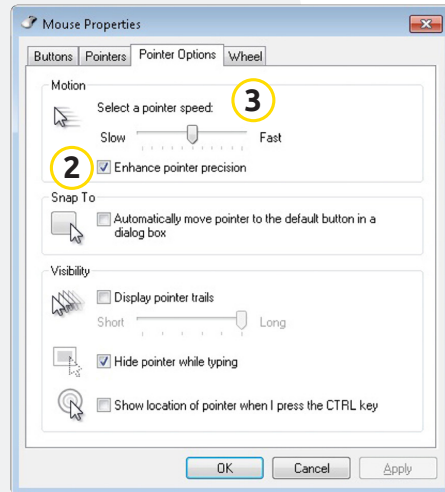 Mouse Properties
Buttons Pointers Pointer Options Wheel
Motion
Select a pointer speed: 3
Slow Fast
2 Enhance pointer precision
Snap To
Automatically move pointer to the default button in a
dialog box
Visibility
Display pointer trails
Short Long
Hide pointer while typing
Show location of pointer when I press the CTRL key
OK Cancel Apply